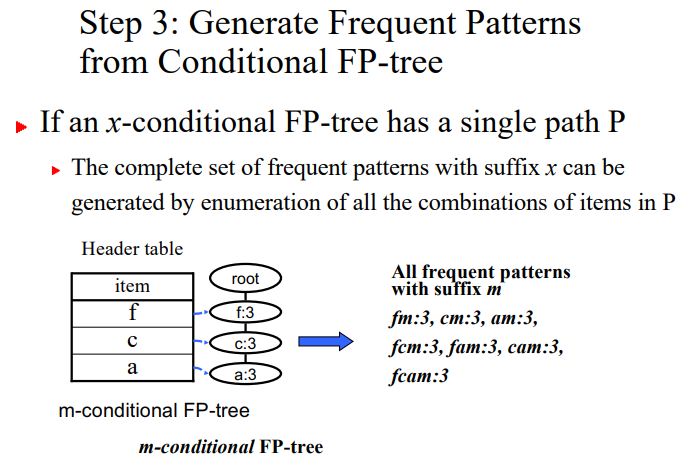 Step 3: Generate Frequent Patterns
from Conditional FP-tree
If an x-conditional FP-tree has a single path P
The complete set of frequent patterns with suffix x can be
generated by enumeration of all the combinations of items in P
Header table
item
f
c
a
root
f:3
c:3
a:3
m-conditional FP-tree
m-conditional FP-tree
All frequent patterns
with suffix m
fm:3, cm:3, am:3,
fcm:3, fam:3, cam:3,
fcam:3